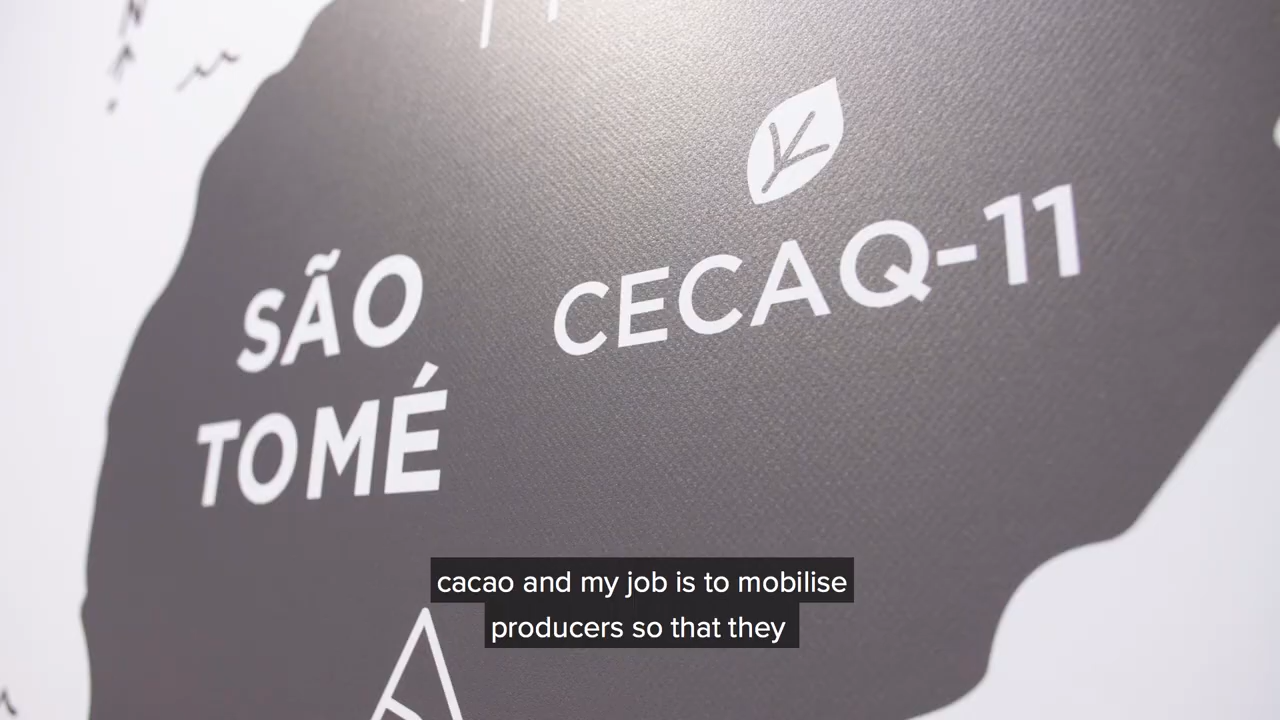 SÃO
TOMÉ
CECAQ-11
cacao and my job is to mobilise
producers so that they